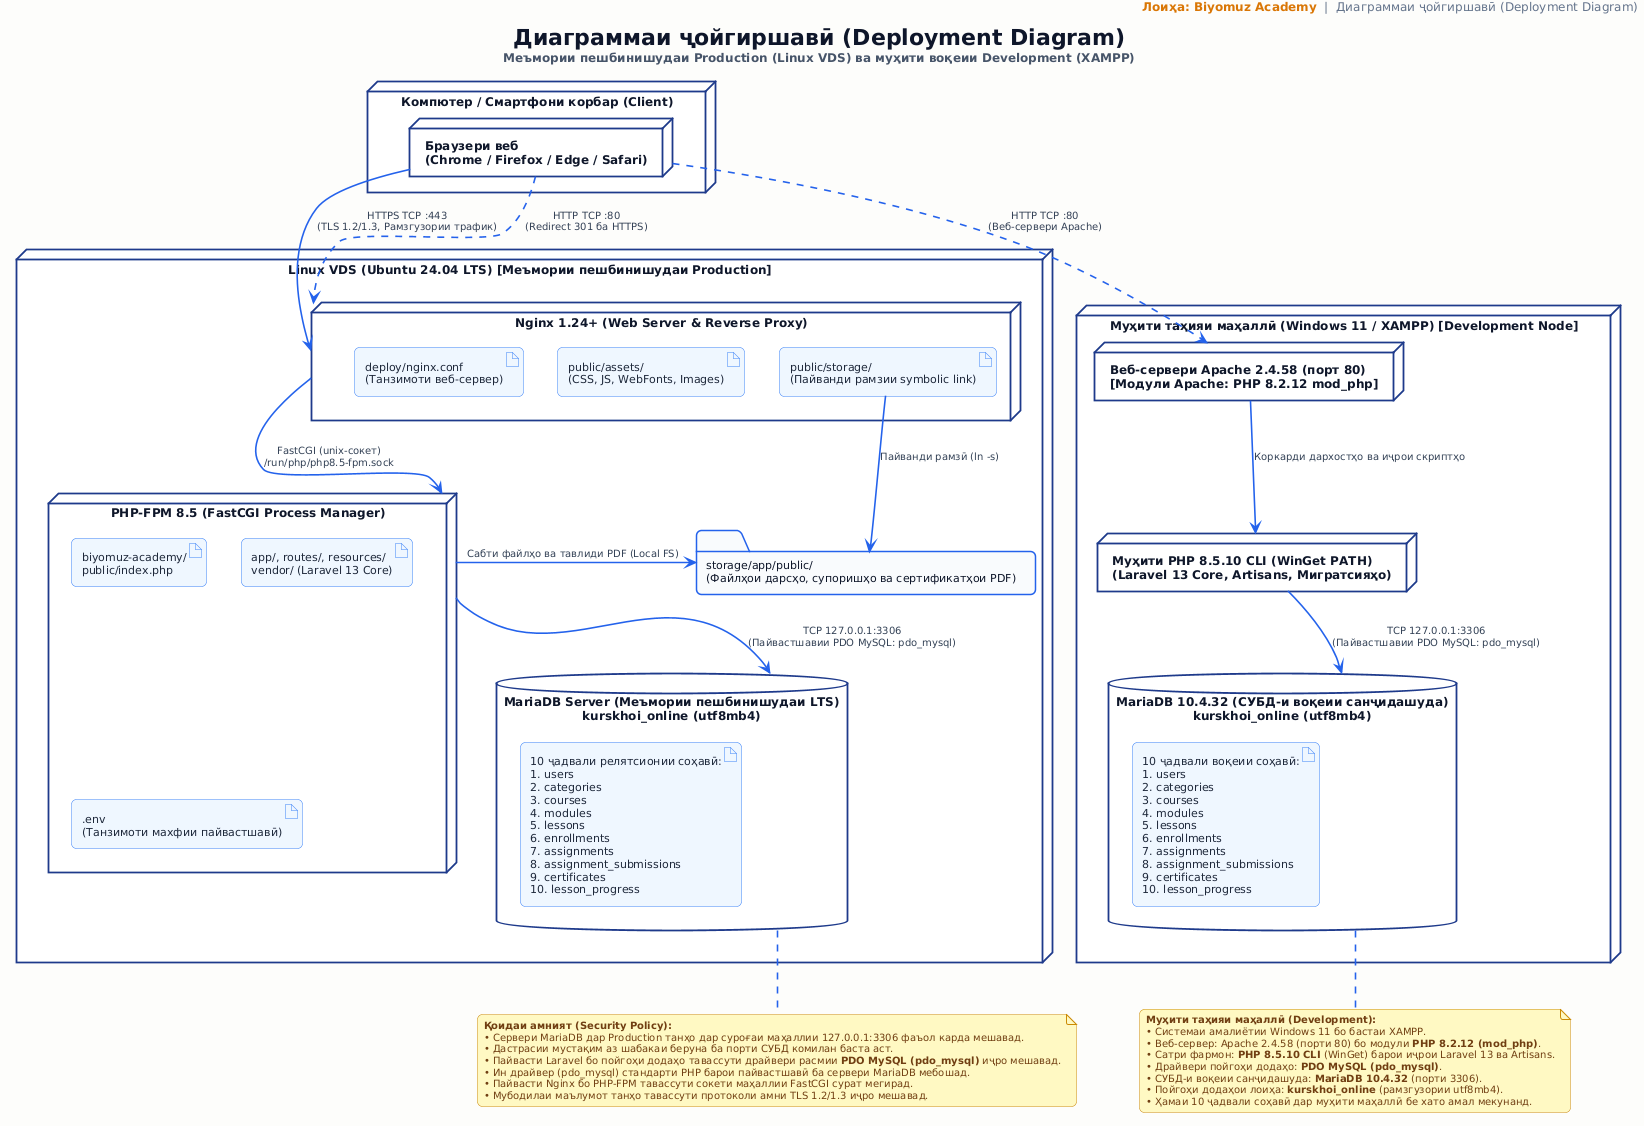 Лоиҳа: Biyomuz Academy | Диаграммаи ҷойгиршавӣ (Deployment Diagram)
Диаграммаи ҷойгиршавӣ (Deployment Diagram)
Меъмории пешбинишудаи Production (Linux VDS) ва муҳити воқеии Development (XAMPP)
Компютер / Смартфони корбар (Client)
Браузери веб
(Chrome / Firefox / Edge / Safari)
HTTPS TCP :443
(TLS 1.2/1.3, Рамзгузории трафик)
HTTP TCP :80
(Redirect 301 ба HTTPS)
HTTP TCP :80
(Веб-сервери Apache)
Linux VDS (Ubuntu 24.04 LTS) [Меъмории пешбинишудаи Production]
Nginx 1.24+ (Web Server & Reverse Proxy)
deploy/nginx.conf
(Танзимоти веб-сервер)
public/assets/
(CSS, JS, WebFonts, Images)
public/storage/
(Пайванди рамзии symbolic link)
FastCGI (unix-сокет)
/run/php/php8.5-fpm.sock
Пайванди рамзӣ (ln -s)
PHP-FPM 8.5 (FastCGI Process Manager)
biyomuz-academy/
public/index.php
app/, routes/, resources/
vendor/ (Laravel 13 Core)
.env
(Танзимоти махфии пайвастшавӣ)
Сабти файлҳо ва тавлиди PDF (Local FS)
storage/app/public/
(Файлҳои дарсҳо, супоришҳо ва сертификатҳои PDF)
TCP 127.0.0.1:3306
(Пайвастшавии PDO MySQL: pdo_mysql)
MariaDB Server (Меъмории пешбинишудаи LTS)
kurskhoi_online (utf8mb4)
10 ҷадвали релятсионии соҳавӣ:
1. users
2. categories
3. courses
4. modules
5. lessons
6. enrollments
7. assignments
8. assignment_submissions
9. certificates
10. lesson_progress
Муҳити таҳияи маҳаллӣ (Windows 11 / XAMPP) [Development Node]
Веб-сервери Apache 2.4.58 (порт 80)
[Модули Apache: PHP 8.2.12 mod_php]
Коркарди дархостҳо ва иҷрои скриптҳо
Муҳити PHP 8.5.10 CLI (WinGet PATH)
(Laravel 13 Core, Artisans, Мигратсияҳо)
TCP 127.0.0.1:3306
(Пайвастшавии PDO MySQL: pdo_mysql)
MariaDB 10.4.32 (СУБД-и воқеии санҷидашуда)
kurskhoi_online (utf8mb4)
10 ҷадвали воқеии соҳавӣ:
1. users
2. categories
3. courses
4. modules
5. lessons
6. enrollments
7. assignments
8. assignment_submissions
9. certificates
10. lesson_progress
Қоидаи амният (Security Policy):
• Сервери MariaDB дар Production танҳо дар суроғаи маҳаллии 127.0.0.1:3306 фаъол карда мешавад.
• Дастрасии мустақим аз шабакаи беруна ба порти СУБД комилан баста аст.
• Пайвасти Laravel бо пойгоҳи додаҳо тавассути драйвери расмии PDO MySQL (pdo_mysql) иҷро мешавад.
• Ин драйвер (pdo_mysql) стандарти PHP барои пайвастшавӣ ба сервери MariaDB мебошад.
• Пайвасти Nginx бо PHP-FPM тавассути сокети маҳаллии FastCGI сурат мегирад.
• Мубодилаи маълумот танҳо тавассути протоколи амни TLS 1.2/1.3 иҷро мешавад.
Муҳити таҳияи маҳаллӣ (Development):
• Системаи амалиётии Windows 11 бо бастаи XAMPP.
• Веб-сервер: Apache 2.4.58 (порти 80) бо модули PHP 8.2.12 (mod_php).
• Сатри фармон: PHP 8.5.10 CLI (WinGet) барои иҷрои Laravel 13 ва Artisans.
• Драйвери пойгоҳи додаҳо: PDO MySQL (pdo_mysql).
• СУБД-и воқеии санҷидашуда: MariaDB 10.4.32 (порти 3306).
• Пойгоҳи додаҳои лоиҳа: kurskhoi_online (рамзгузории utf8mb4).
• Ҳамаи 10 ҷадвали соҳавӣ дар муҳити маҳаллӣ бе хато амал мекунанд.